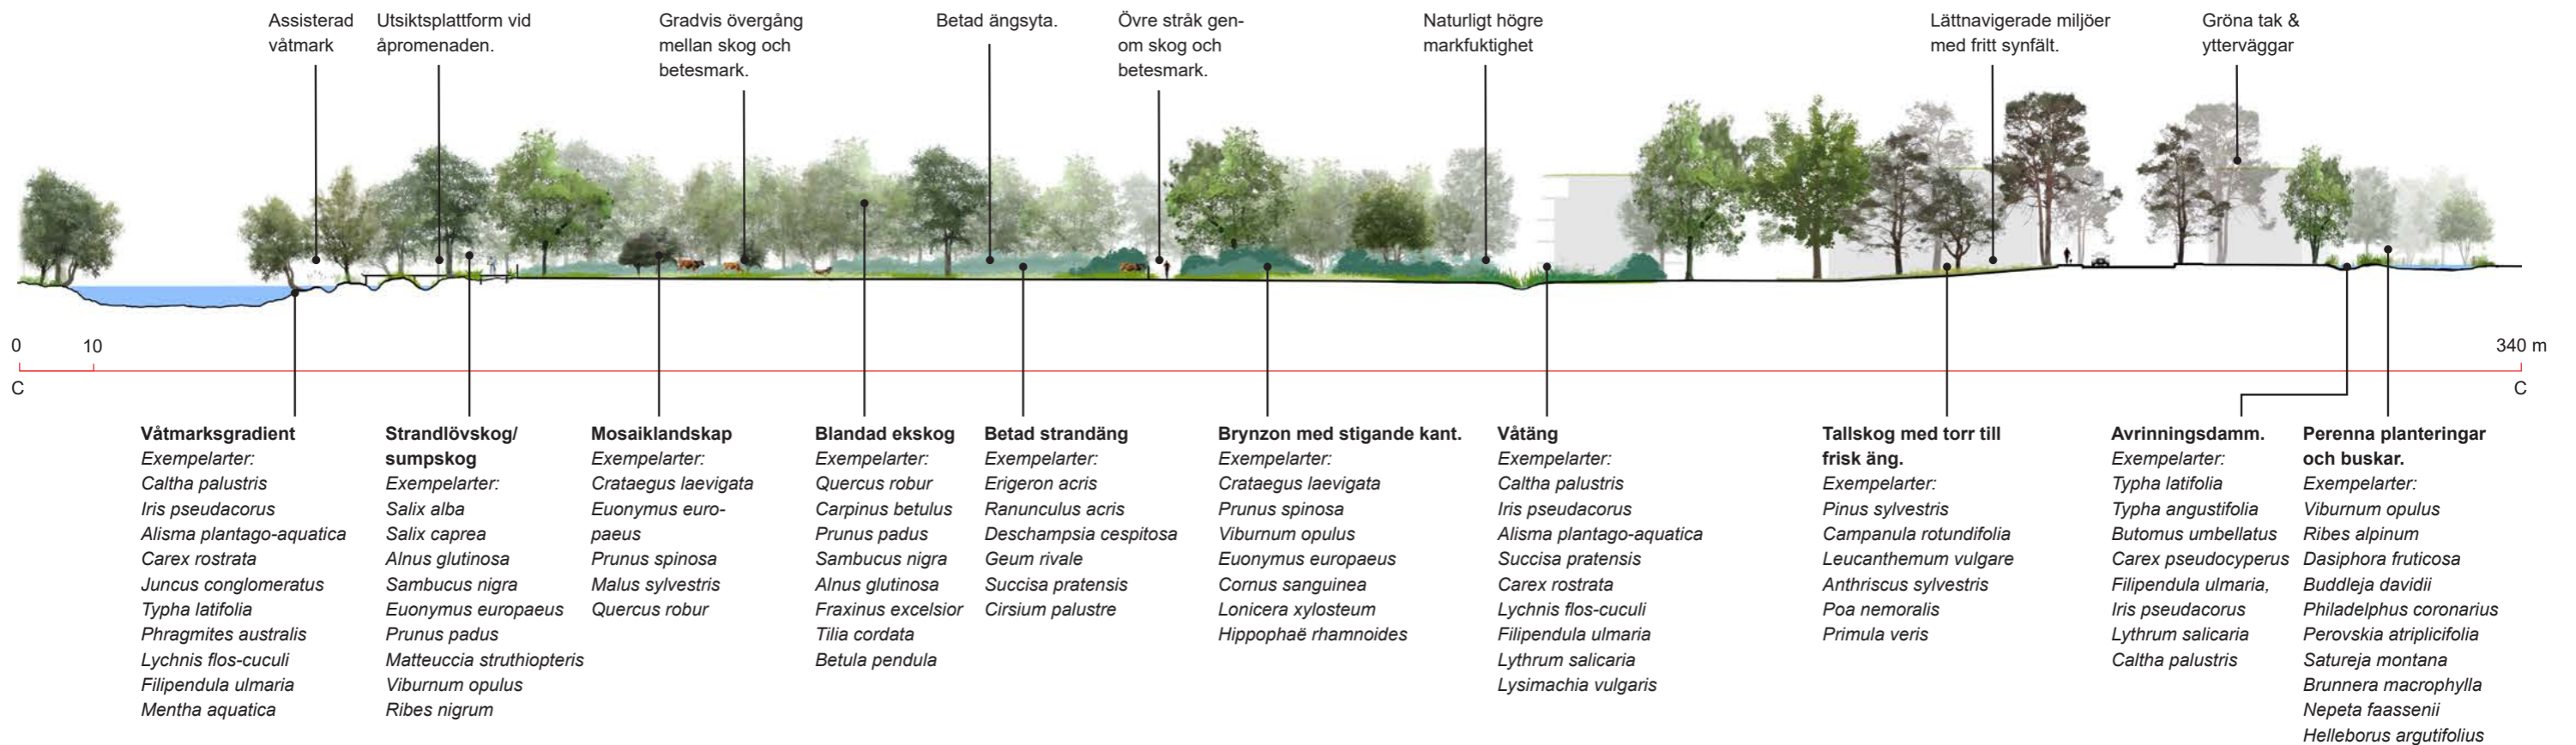 Assisterad
våtmark
Utsiktsplattform vid
åpromenaden.
Gradvis övergång
mellan skog och
betesmark.
Betad ängsyta.
Övre stråk gen-
om skog och
betesmark.
Naturligt högre
markfuktighet
Lättnavigerade miljöer
med fritt synfält.
Gröna tak &
ytterväggar
0
10
340 m
C
C
Våtmarksgradient
Exempelarter:
Caltha palustris
Iris pseudacorus
Alisma plantago-aquatica
Carex rostrata
Juncus conglomeratus
Typha latifolia
Phragmites australis
Lychnis flos-cuculi
Filipendula ulmaria
Mentha aquatica
Strandlövskog/
sumpskog
Exempelarter:
Salix alba
Salix caprea
Alnus glutinosa
Sambucus nigra
Euonymus europaeus
Prunus padus
Matteuccia struthiopteris
Viburnum opulus
Ribes nigrum
Mosaiklandskap
Exempelarter:
Crataegus laevigata
Euonymus euro-
paeus
Prunus spinosa
Malus sylvestris
Quercus robur
Blandad ekskog
Exempelarter:
Quercus robur
Carpinus betulus
Prunus padus
Sambucus nigra
Alnus glutinosa
Fraxinus excelsior
Tilia cordata
Betula pendula
Betad strandäng
Exempelarter:
Erigeron acris
Ranunculus acris
Deschampsia cespitosa
Geum rivale
Succisa pratensis
Cirsium palustre
Brynzon med stigande kant.
Exempelarter:
Crataegus laevigata
Prunus spinosa
Viburnum opulus
Euonymus europaeus
Cornus sanguinea
Lonicera xylosteum
Hippophaë rhamnoides
Våtäng
Exempelarter:
Caltha palustris
Iris pseudacorus
Alisma plantago-aquatica
Succisa pratensis
Carex rostrata
Lychnis flos-cuculi
Filipendula ulmaria
Lythrum salicaria
Lysimachia vulgaris
Tallskog med torr till
frisk äng.
Exempelarter:
Pinus sylvestris
Campanula rotundifolia
Leucanthemum vulgare
Anthriscus sylvestris
Poa nemoralis
Primula veris
Avrinningsdamm.
Exempelarter:
Typha latifolia
Typha angustifolia
Butomus umbellatus
Carex pseudocyperus
Filipendula ulmaria,
Iris pseudacorus
Lythrum salicaria
Caltha palustris
Perenna planteringar
och buskar.
Exempelarter:
Viburnum opulus
Ribes alpinum
Dasiphora fruticosa
Buddleja davidii
Philadelphus coronarius
Perovskia atriplicifolia
Satureja montana
Brunnera macrophylla
Nepeta faassenii
Helleborus argutifolius